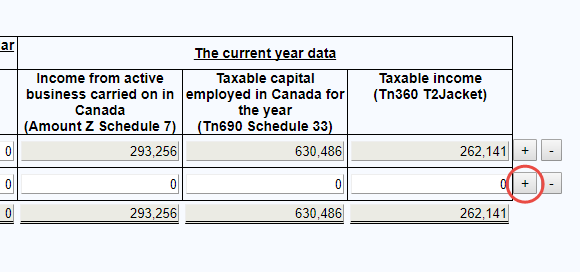 ar
The current year data
Income from active
business carried on in
Canada
(Amount Z Schedule 7)
Taxable capital
employed in Canada for
the year
(Tn690 Schedule 33)
Taxable income
(Tn360 T2Jacket)
0 293,256 630,486 262,141 + -
0 0 0 0 + -
0 293,256 630,486 262,141